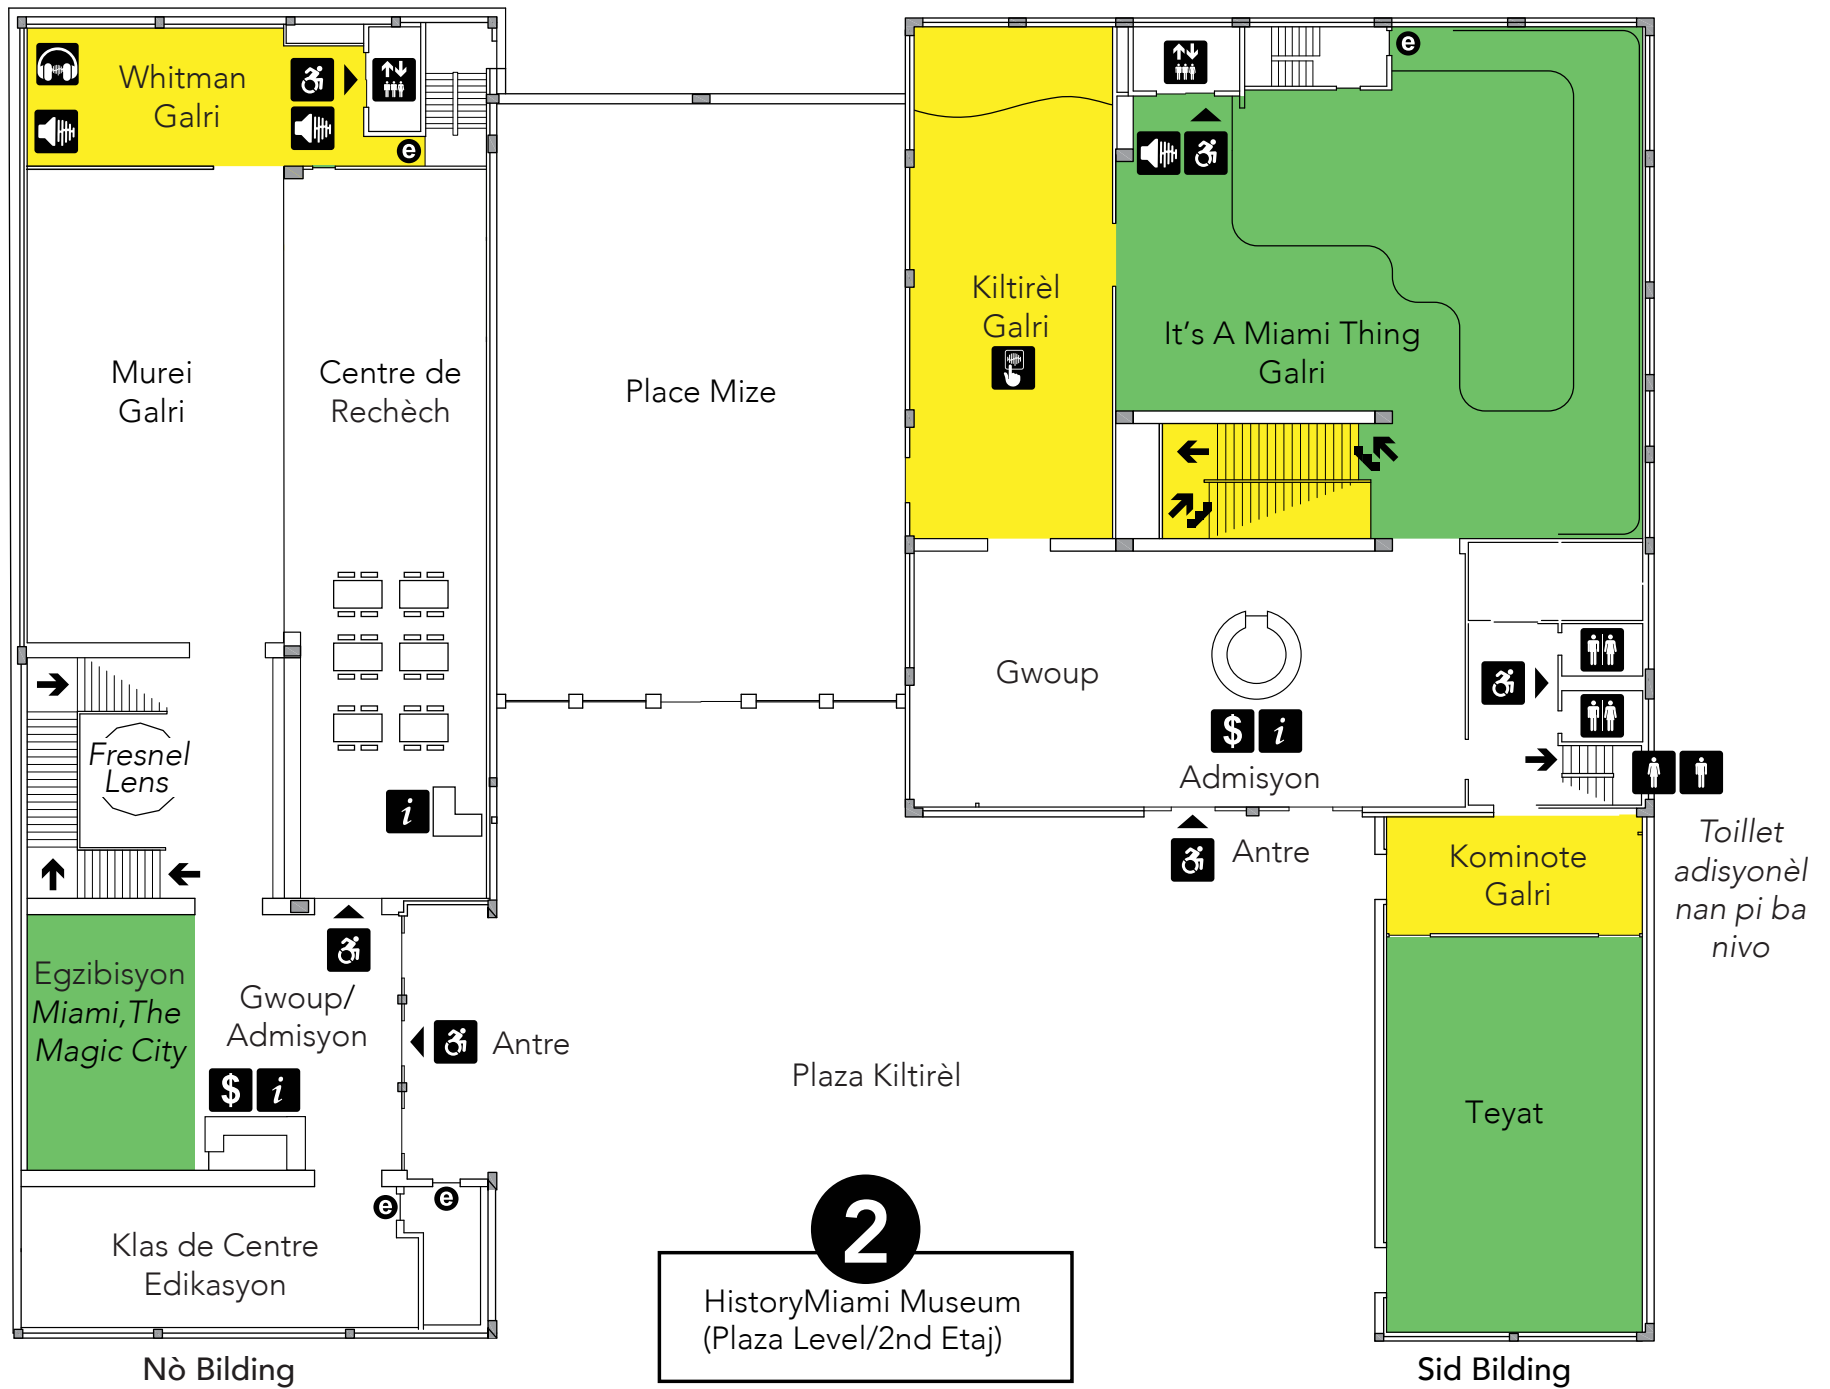 Whitman
Galri
e
Murei
Galri
Centre de
Rechèch
Place Mize
Kiltirèl
Galri
e
It's A Miami Thing
Galri
Fresnel
Lens
i
Gwoup
$ i
Admisyon
Antre
Kominote
Galri
Toillet
adisyonèl
nan pi ba
nivo
Egzibisyon
Miami,The
Magic City
Gwoup/
Admisyon
$ i
Antre
Plaza Kiltirèl
Teyat
e
e
Klas de Centre
Edikasyon
2
HistoryMiami Museum
(Plaza Level/2nd Etaj)
Nò Bilding
Sid Bilding